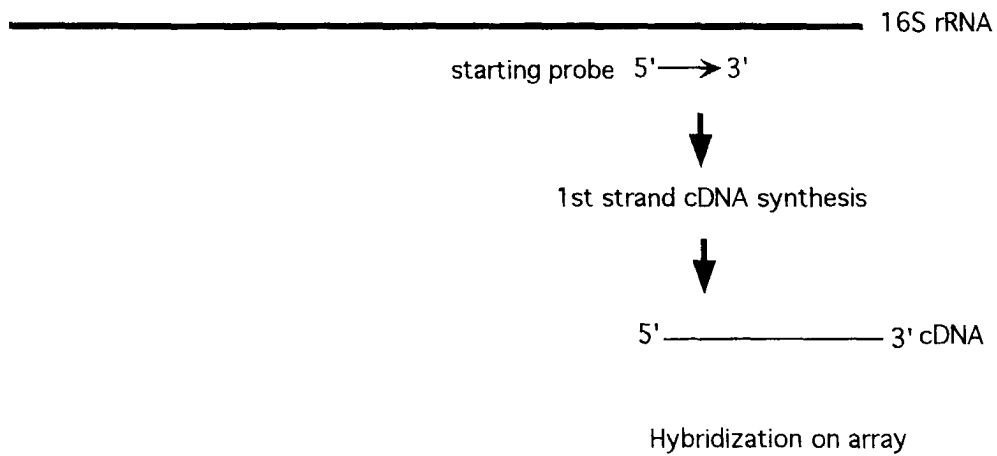 16S rRNA
starting probe 5' 3'
1st strand cDNA synthesis
5' 3' cDNA
Hybridization on array